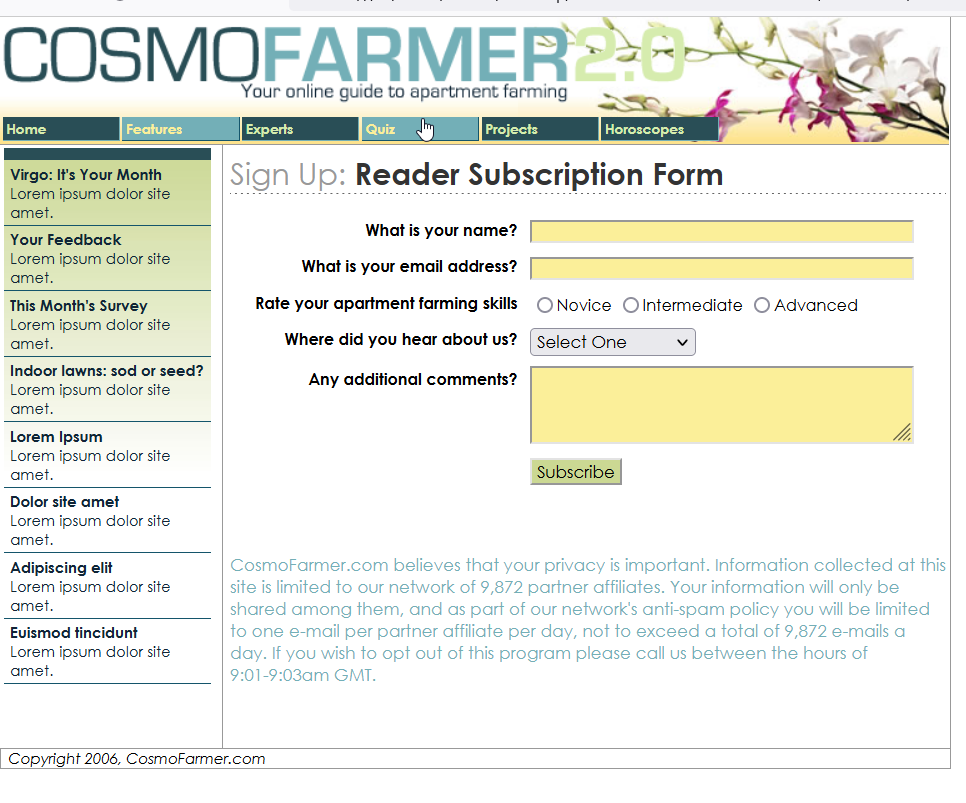 COSMOFARMER2.0
Your online guide to apartment farming
Home Features Experts Quiz Projects Horoscopes
Virgo: It's Your Month
Lorem ipsum dolor site
amet.
Your Feedback
Lorem ipsum dolor site
amet.
This Month's Survey
Lorem ipsum dolor site
amet.
Indoor lawns: sod or seed?
Lorem ipsum dolor site
amet.
Lorem Ipsum
Lorem ipsum dolor site
amet.
Dolor site amet
Lorem ipsum dolor site
amet.
Adipiscing elit
Lorem ipsum dolor site
amet.
Euismod tincidunt
Lorem ipsum dolor site
amet.
Sign Up: Reader Subscription Form
What is your name?
What is your email address?
Rate your apartment farming skills Novice Intermediate Advanced
Where did you hear about us? Select One
Any additional comments?
Subscribe
CosmoFarmer.com believes that your privacy is important. Information collected at this
site is limited to our network of 9,872 partner affiliates. Your information will only be
shared among them, and as part of our network's anti-spam policy you will be limited
to one e-mail per partner affiliate per day, not to exceed a total of 9,872 e-mails a
day. If you wish to opt out of this program please call us between the hours of
9:01-9:03am GMT.
Copyright 2006, CosmoFarmer.com